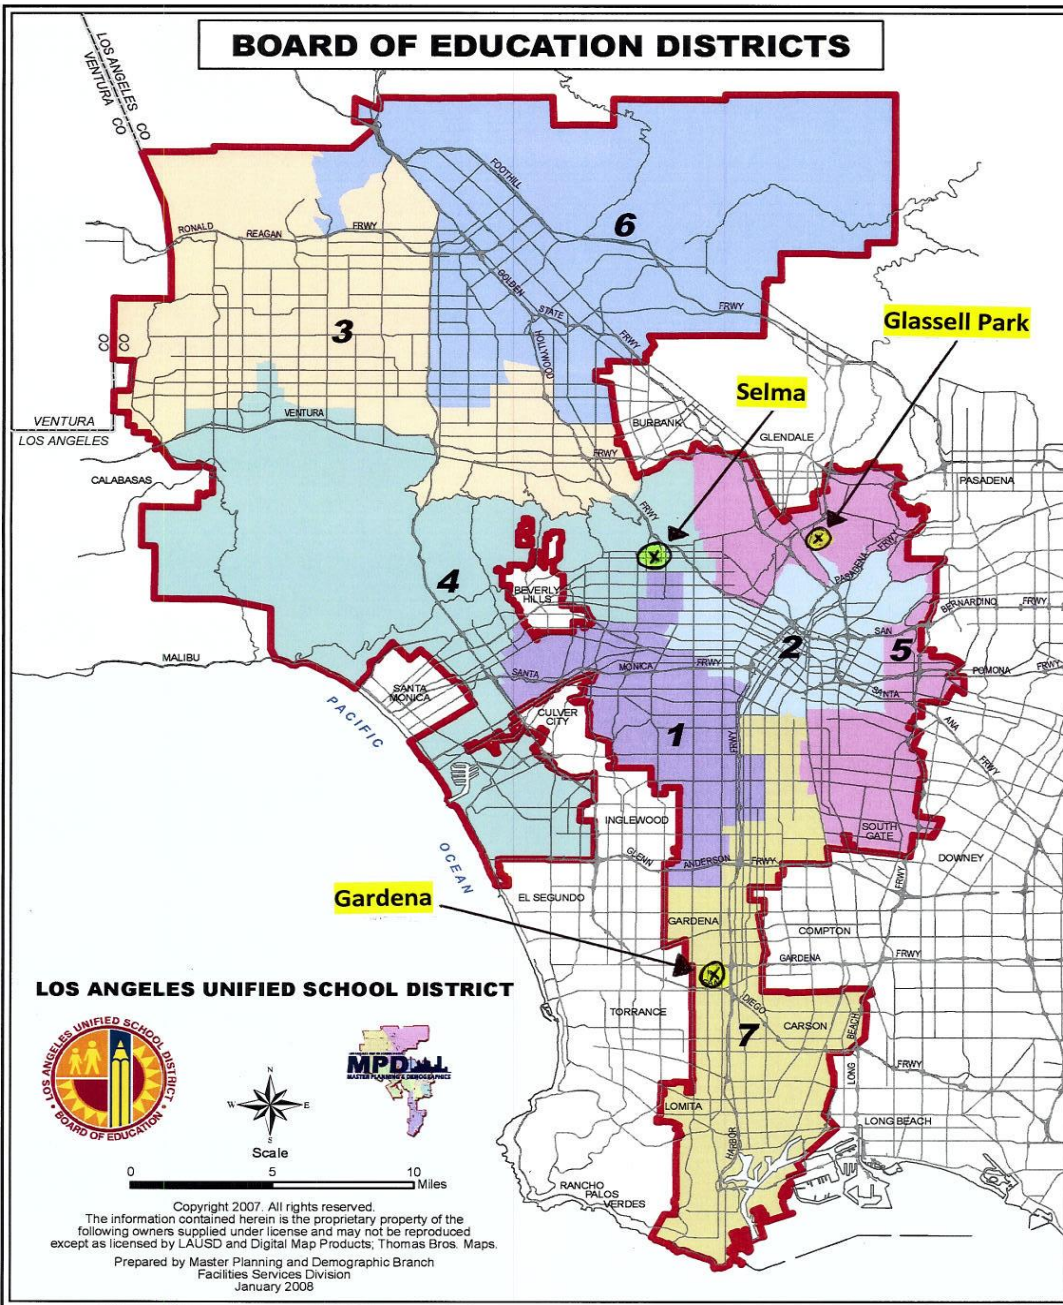 BOARD OF EDUCATION DISTRICTS
LOS ANGELES CO
VENTURA CO
FOOTHILL
6
RONALD
REAGAN
FRWY
GOLDEN
STATE
FRWY
FRWY
HOLLYWOOD
Glassell Park
3
CO
CO
Selma
VENTURA
LOS ANGELES
VENTURA
BURBANK
GLENDALE
FRWY
CALABASAS
PASADENA
FRWY
PASADENA
FRWY
4
BEVERLY
HILLS
BERNARDINO
FRWY
SAN
2
5
MALIBU
SANTA
MONICA
FRWY
POMONA
FRWY
SANTA
ANA
FRWY
SANTA
MONICA
PACIFIC
OCEAN
CULVER
CITY
1
FRWY
INGLEWOOD
SOUTH
GATE
GLENN
ANDERSON
FRWY
DOWNEY
FRWY
EL SEGUNDO
Gardena
GARDENA
COMPTON
GARDENA
FRWY
LOS ANGELES UNIFIED SCHOOL DISTRICT
TORRANCE
DIEGO
CARSON
7
LONG
BEACH
FRWY
LOS ANGELES UNIFIED SCHOOL DISTRICT
BOARD OF EDUCATION
MPD
MASTER PLANNING & DEMOGRAPHICS
N
W
E
S
LOMITA
LONG BEACH
HARBOR
Scale
0
5
10
Miles
RANCHO
PALOS
VERDES
Copyright 2007. All rights reserved.
The information contained herein is the proprietary property of the
following owners supplied under license and may not be reproduced
except as licensed by LAUSD and Digital Map Products; Thomas Bros. Maps.
Prepared by Master Planning and Demographic Branch
Facilities Services Division
January 2008